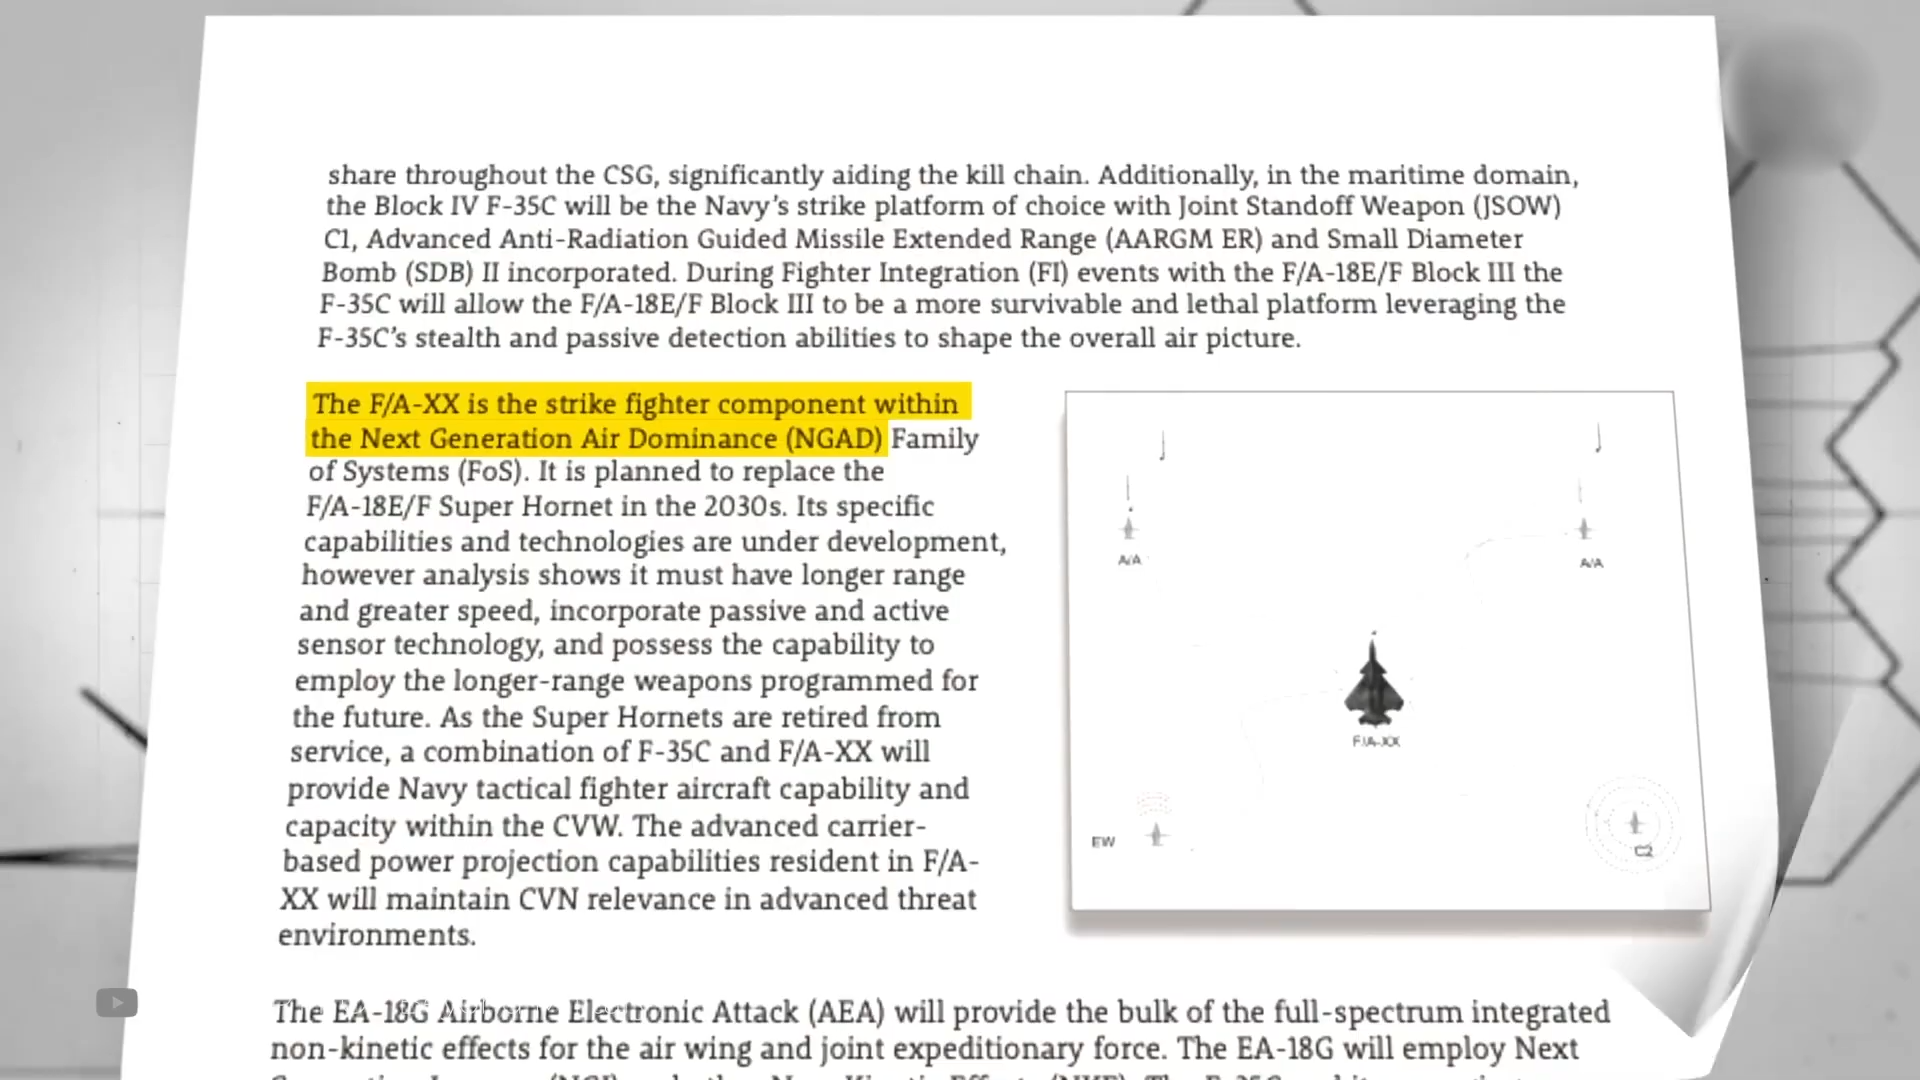 share throughout the CSG, significantly aiding the kill chain. Additionally, in the maritime domain,
the Block IV F-35C will be the Navy's strike platform of choice with Joint Standoff Weapon (JSOW)
C1, Advanced Anti-Radiation Guided Missile Extended Range (AARGM ER) and Small Diameter
Bomb (SDB) II incorporated. During Fighter Integration (FI) events with the F/A-18E/F Block III the
F-35C will allow the F/A-18E/F Block III to be a more survivable and lethal platform leveraging the
F-35C's stealth and passive detection abilities to shape the overall air picture.
The F/A-XX is the strike fighter component within
the Next Generation Air Dominance (NGAD) Family
of Systems (FoS). It is planned to replace the
F/A-18E/F Super Hornet in the 2030s. Its specific
capabilities and technologies are under development,
however analysis shows it must have longer range
and greater speed, incorporate passive and active
sensor technology, and possess the capability to
employ the longer-range weapons programmed for
the future. As the Super Hornets are retired from
service, a combination of F-35C and F/A-XX will
provide Navy tactical fighter aircraft capability and
capacity within the CVW. The advanced carrier-
based power projection capabilities resident in F/A-
XX will maintain CVN relevance in advanced threat
environments.
A/A
A/A
F/A-XX
EW
C2
The EA-18G Airborne Electronic Attack (AEA) will provide the bulk of the full-spectrum integrated
non-kinetic effects for the air wing and joint expeditionary force. The EA-18G will employ Next